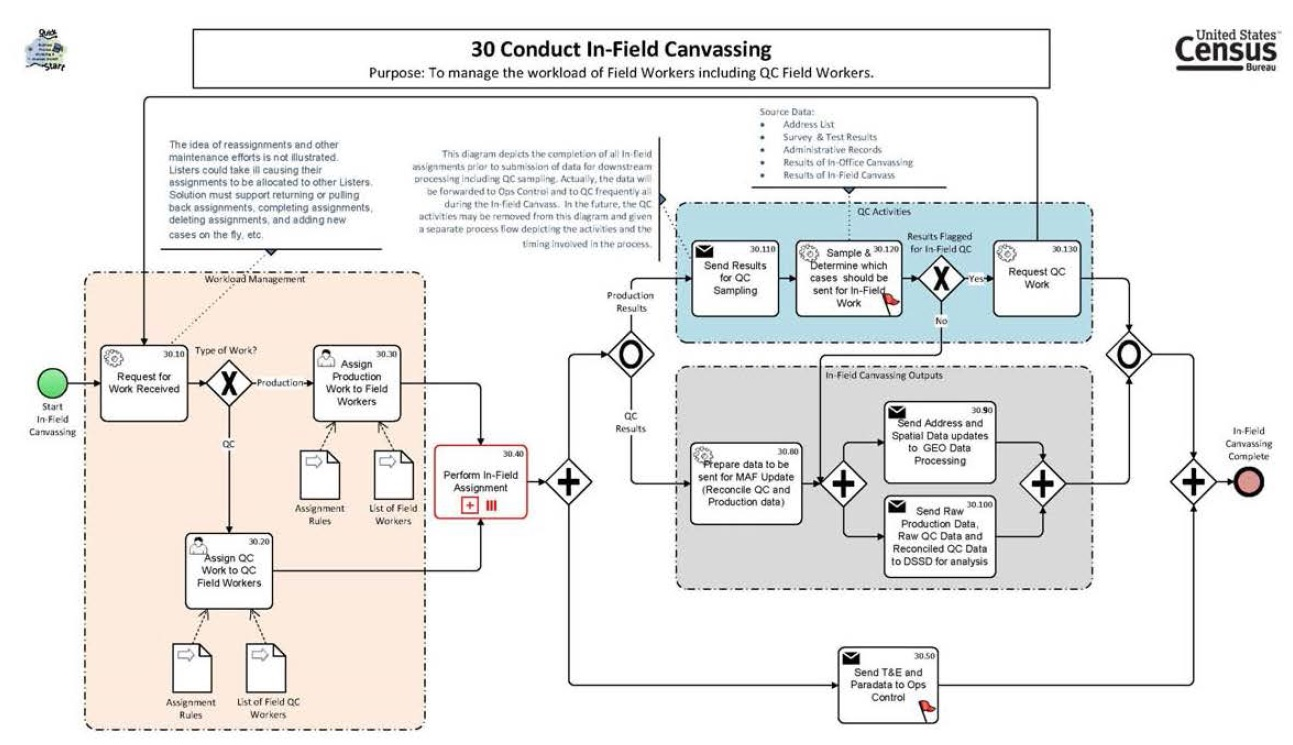 Quick
Start
30 Conduct In-Field Canvassing
Purpose: To manage the workload of Field Workers including QC Field Workers.
United States™
Census
Bureau
The idea of reassignments and other
maintenance efforts is not illustrated.
Listers could take ill causing their
assignments to be allocated to other Listers.
Solution must support returning or pulling
back assignments, completing assignments,
deleting assignments, and adding new
cases on the fly, etc.
This diagram depicts the completion of all In-field
assignments prior to submission of data for downstream
processing including QC sampling. Actually, the data will
be forwarded to Ops Control and to QC frequently all
during the In-field Canvass. In the future, the QC
activities may be removed from this diagram and given
a separate process flow depicting the activities and the
timing involved in the process.
Source Data:
• Address List
• Survey & Test Results
• Administrative Records
• Results of In-Office Canvassing
• Results of In-Field Canvass
QC Activities
30.110
Send Results
for QC
Sampling
30.120
Sample &
Determine which
cases should be
sent for In-Field
Work
Results Flagged
for In-Field QC
Yes
No
30.130
Request QC
Work
Workload Management
Start
In-Field
Canvassing
30.10
Request for
Work Received
Type of Work?
Production
QC
30.30
Assign
Production
Work to Field
Workers
Assignment
Rules
List of Field
Workers
30.20
Assign QC
Work to QC
Field Workers
Assignment
Rules
List of Field QC
Workers
30.40
Perform In-Field
Assignment
Production
Results
QC
Results
In-Field Canvassing Outputs
30.80
Prepare data to be
sent for MAF Update
(Reconcile QC and
Production data)
30.90
Send Address and
Spatial Data updates
to GEO Data
Processing
30.100
Send Raw
Production Data,
Raw QC Data and
Reconciled QC Data
to DSSD for analysis
30.50
Send T&E and
Paradata to Ops
Control
In-Field
Canvassing
Complete